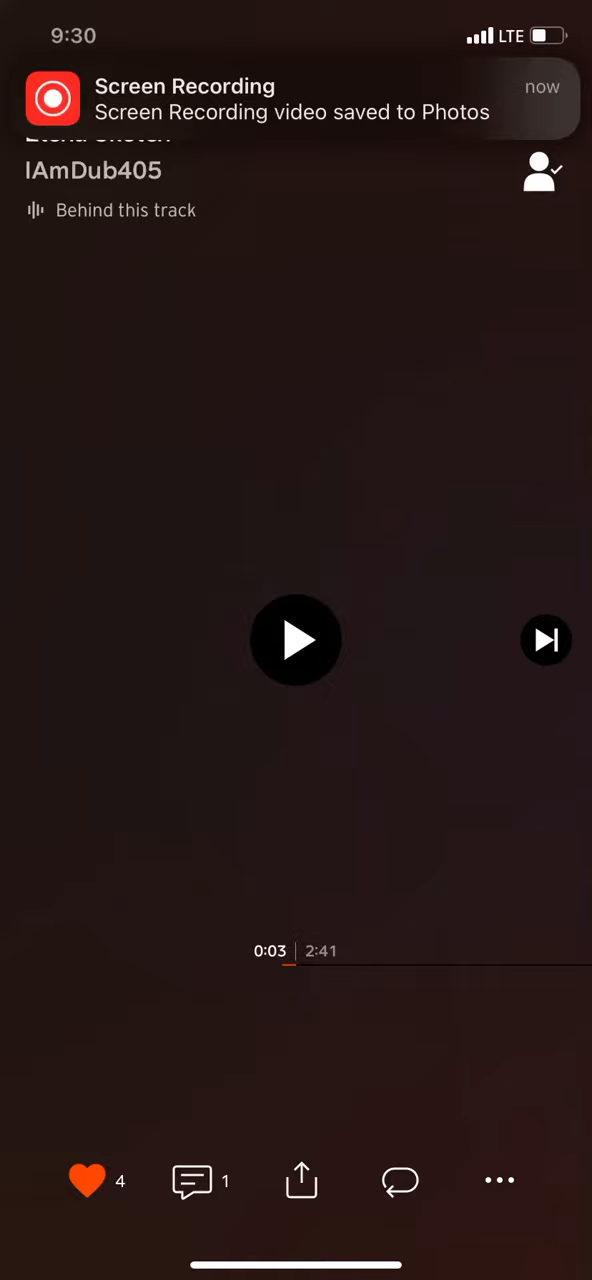 9:30
LTE
Screen Recording
now
Screen Recording video saved to Photos
IAmDub405
Behind this track
0:03
2:41
4
1